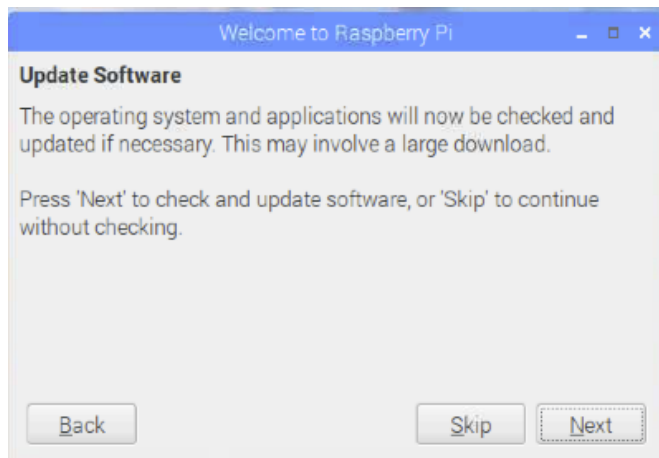 Welcome to Raspberry Pi
Update Software
The operating system and applications will now be checked and
updated if necessary. This may involve a large download.
Press 'Next' to check and update software, or 'Skip' to continue
without checking.
Back
Skip
Next